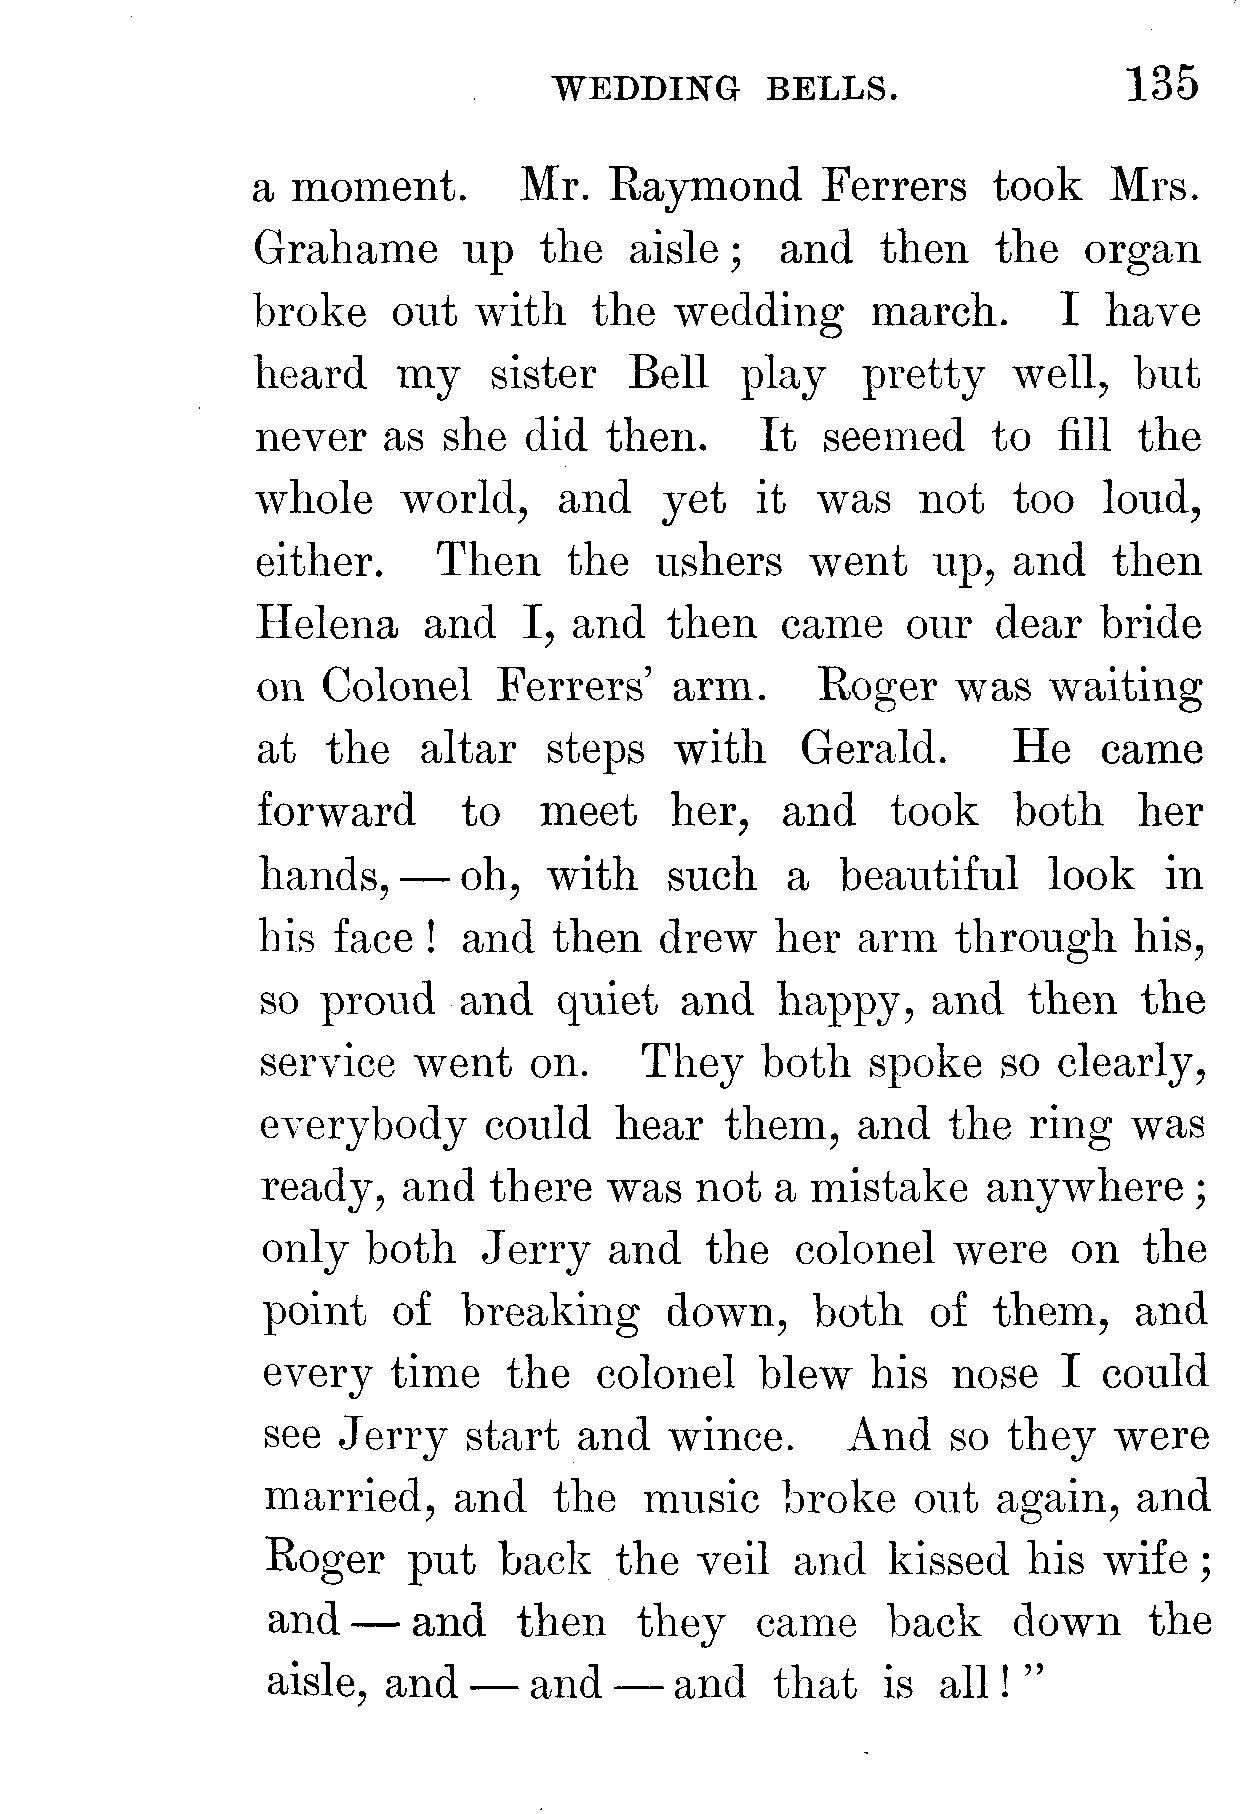 WEDDING BELLS. 135
a moment. Mr. Raymond Ferrers took Mrs.
Grahame up the aisle; and then the organ
broke out with the wedding march. I have
heard my sister Bell play pretty well, but
never as she did then. It seemed to fill the
whole world, and yet it was not too loud,
either. Then the ushers went up, and then
Helena and I, and then came our dear bride
on Colonel Ferrers' arm. Roger was waiting
at the altar steps with Gerald. He came
forward to meet her, and took both her
hands, — oh, with such a beautiful look in
his face! and then drew her arm through his,
so proud and quiet and happy, and then the
service went on. They both spoke so clearly,
everybody could hear them, and the ring was
ready, and there was not a mistake anywhere;
only both Jerry and the colonel were on the
point of breaking down, both of them, and
every time the colonel blew his nose I could
see Jerry start and wince. And so they were
married, and the music broke out again, and
Roger put back the veil and kissed his wife;
and — and then they came back down the
aisle, and — and — and that is all!"